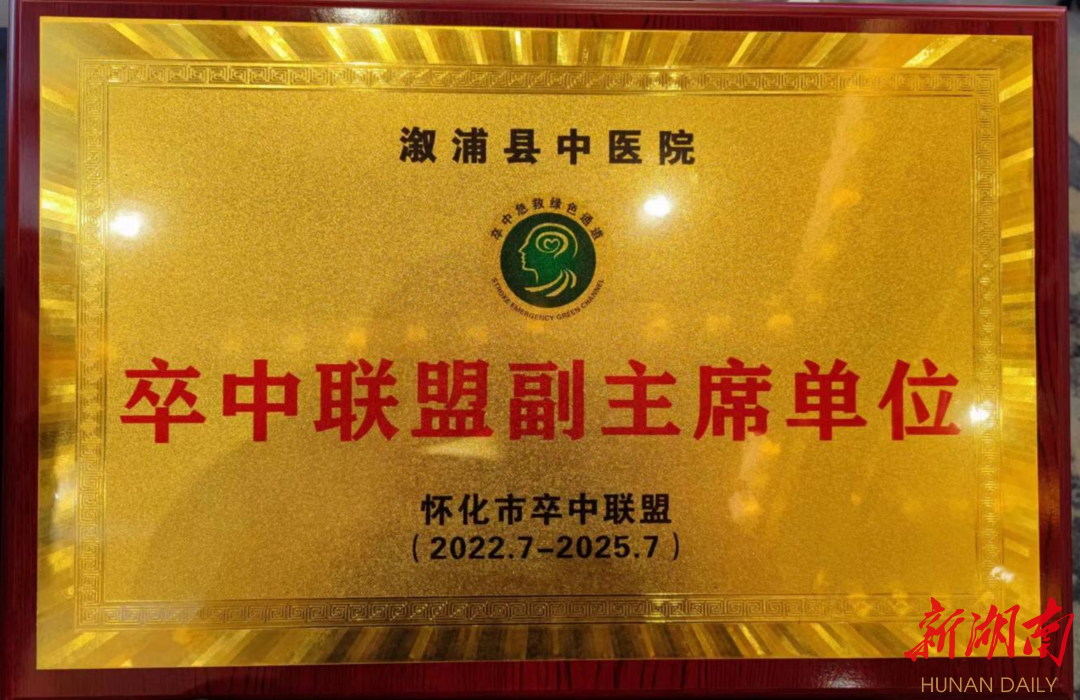 溆浦县中医院
卒中急救绿色通道
STROKE EMERGENCY GREEN CHANNEL
卒中联盟副主席单位
怀化市卒中联盟
(2022.7-2025.7)
新湖南
HUNAN DAILY